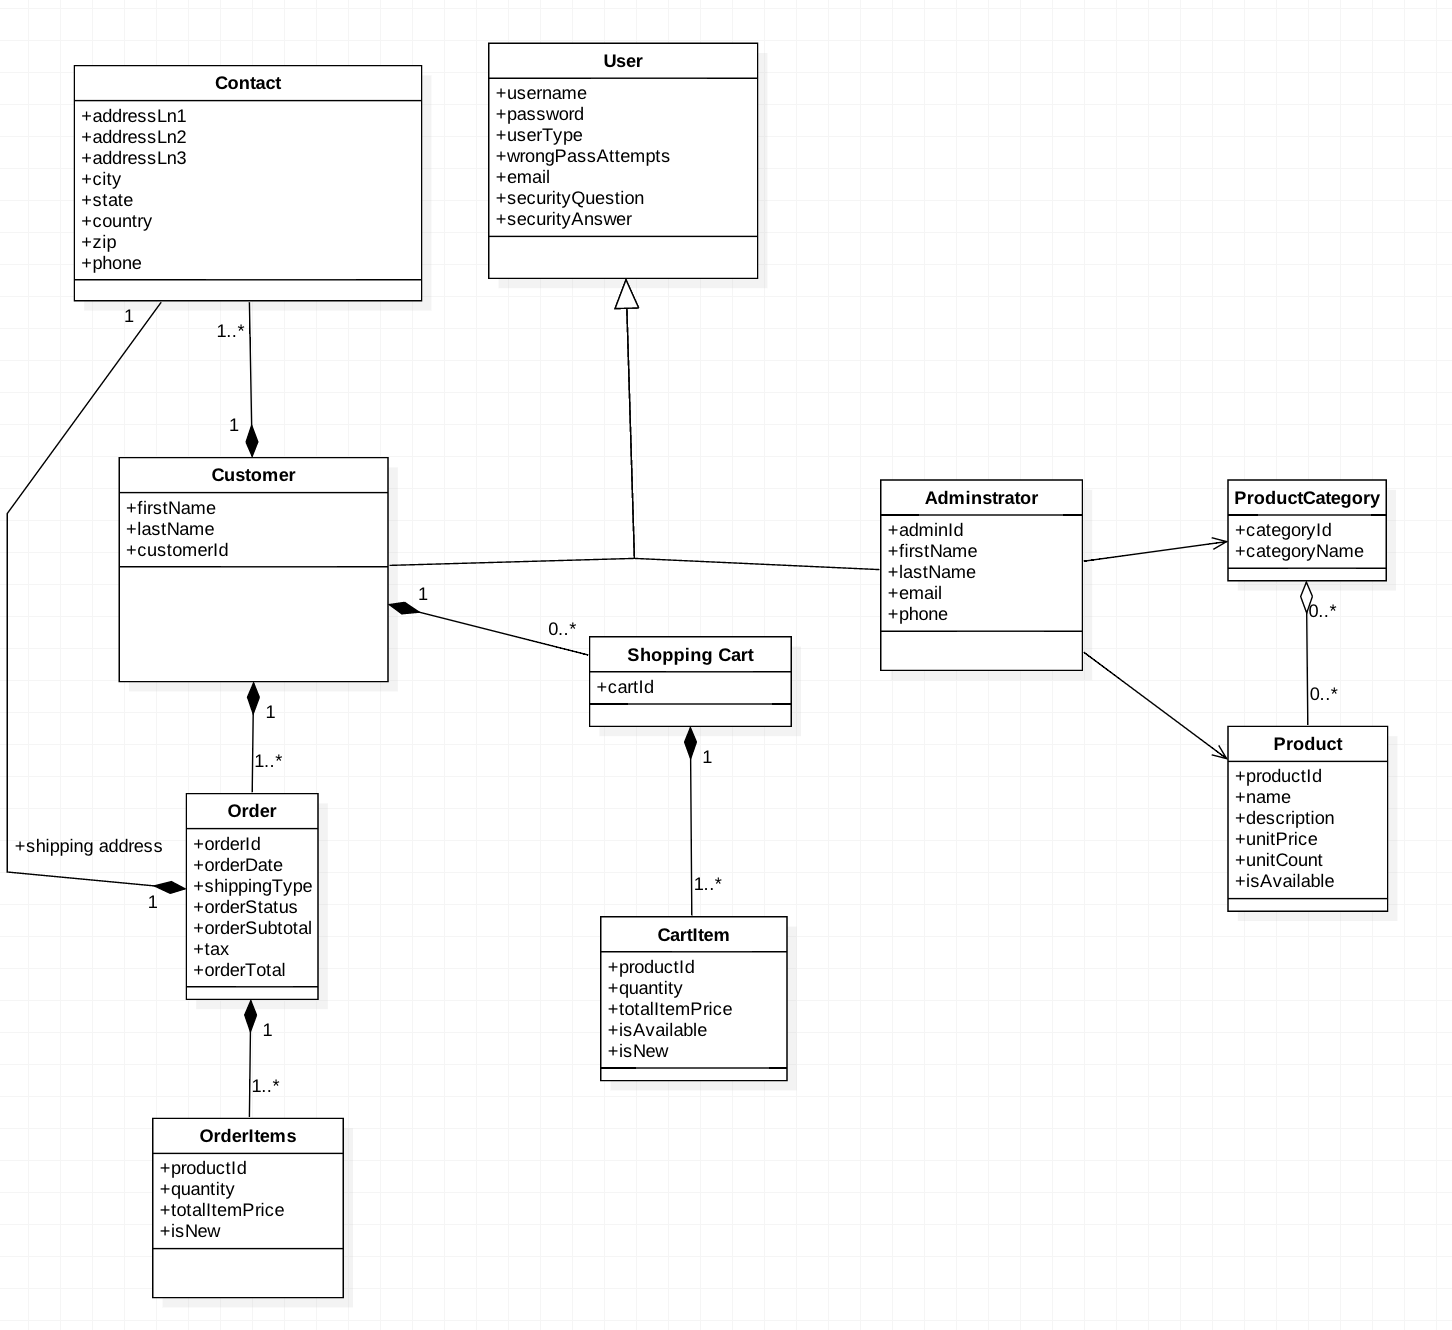 Contact
+addressLn1
+addressLn2
+addressLn3
+city
+state
+country
+zip
+phone
User
+username
+password
+userType
+wrongPassAttempts
+email
+securityQuestion
+securityAnswer
1
1..*
1
Customer
+firstName
+lastName
+customerId
Adminstrator
+adminId
+firstName
+lastName
+email
+phone
ProductCategory
+categoryId
+categoryName
1
0..*
0..*
0..*
Shopping Cart
+cartId
1
1..*
1
1..*
Product
+productId
+name
+description
+unitPrice
+unitCount
+isAvailable
Order
+orderId
+orderDate
+shippingType
+orderStatus
+orderSubtotal
+tax
+orderTotal
+shipping address
1
CartItem
+productId
+quantity
+totalItemPrice
+isAvailable
+isNew
1
1..*
OrderItems
+productId
+quantity
+totalItemPrice
+isNew